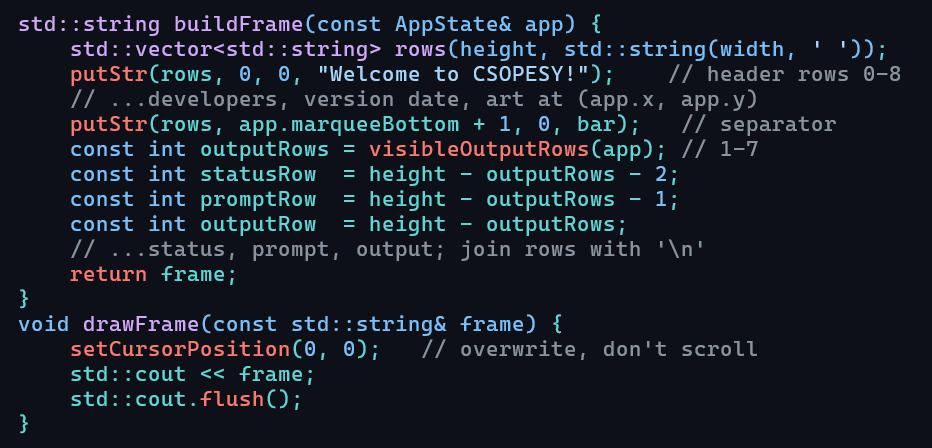 std::string buildFrame(const AppState& app) {
    std::vector<std::string> rows(height, std::string(width, ' '));
    putStr(rows, 0, 0, "Welcome to CSOPESY!");    // header rows 0-8
    // ...developers, version date, art at (app.x, app.y)
    putStr(rows, app.marqueeBottom + 1, 0, bar);   // separator
    const int outputRows = visibleOutputRows(app); // 1-7
    const int statusRow  = height - outputRows - 2;
    const int promptRow  = height - outputRows - 1;
    const int outputRow  = height - outputRows;
    // ...status, prompt, output; join rows with '\n'
    return frame;
}
void drawFrame(const std::string& frame) {
    setCursorPosition(0, 0);   // overwrite, don't scroll
    std::cout << frame;
    std::cout.flush();
}